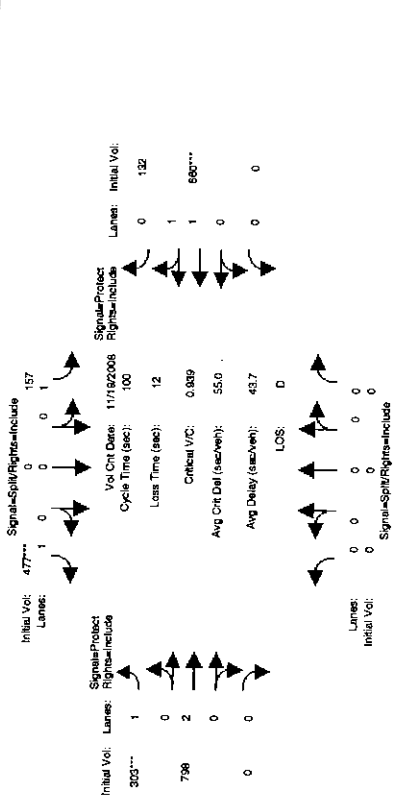 Signal=Split/Rights=Include
Initial Vol: 477*** 0 157
Lanes: 1 0 0 0 1
Initial Vol: Lanes:
Signal=Protect
Rights=Include
303*** 1
0
798 2
0
0 0
Vol Cnt Date: 11/19/2008
Cycle Time (sec): 100
Loss Time (sec): 12
Critical V/C: 0.939
Avg Crit Del (sec/veh): 55.0
Avg Delay (sec/veh): 43.7
LOS: D
Signal=Protect
Rights=Include
Lanes: Initial Vol:
0 132
1
1 660***
0
0 0
Lanes: 0 0 0 0 0
Initial Vol: 0 0 0
Signal=Split/Rights=Include